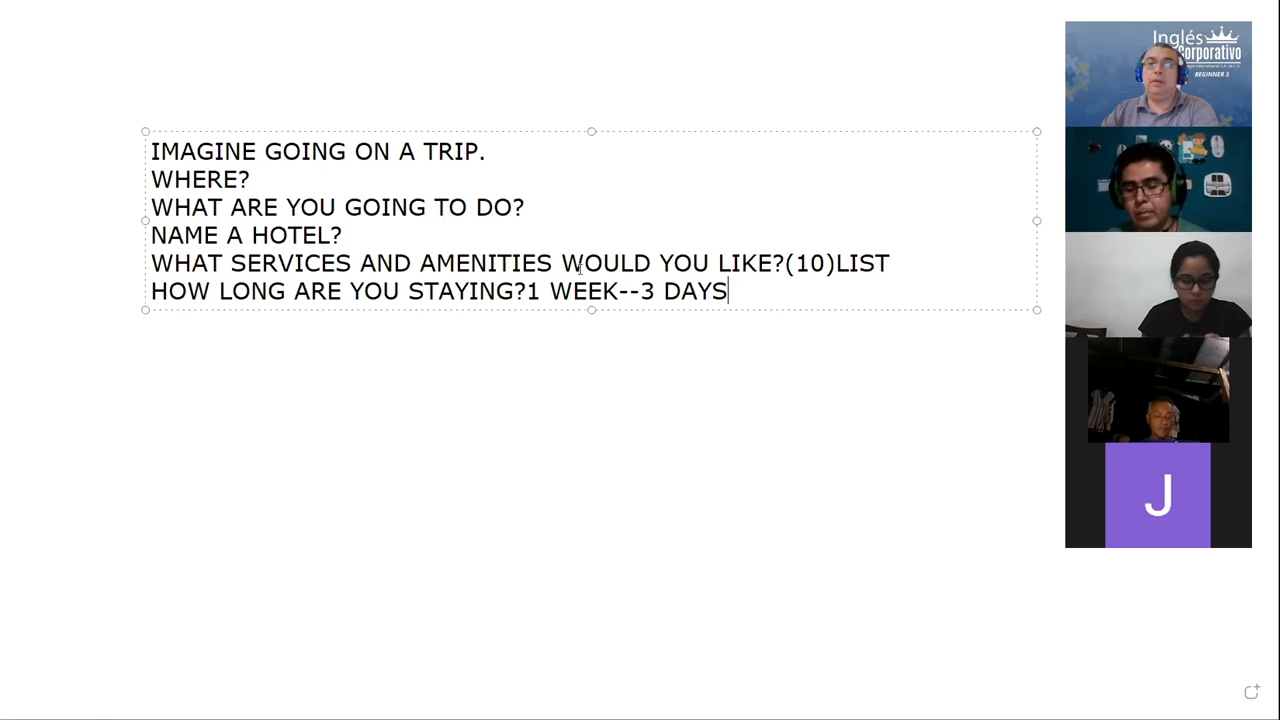 IMAGINE GOING ON A TRIP.
WHERE?
WHAT ARE YOU GOING TO DO?
NAME A HOTEL?
WHAT SERVICES AND AMENITIES WOULD YOU LIKE?(10)LIST
HOW LONG ARE YOU STAYING?1 WEEK--3 DAYS
Inglés
Corporativo
BEGINNER 3
J